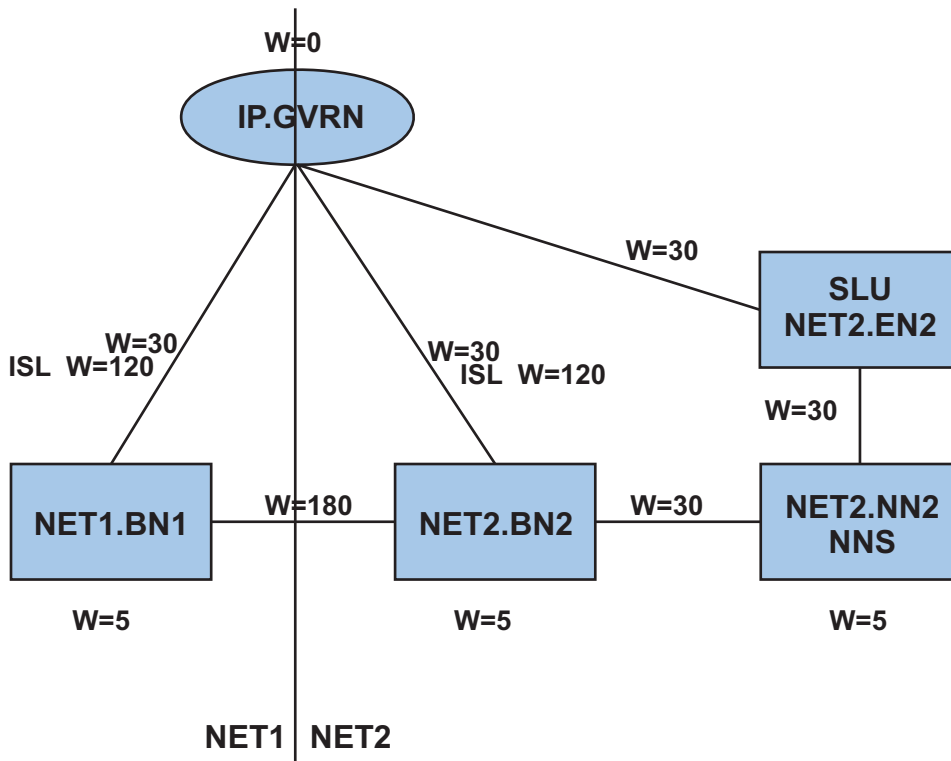 W=0
IP.GVRN
W=30
SLU
NET2.EN2
W=30
ISL W=120
W=30
ISL W=120
W=30
NET1.BN1
W=180
NET2.BN2
W=30
NET2.NN2
NNS
W=5
W=5
W=5
NET1
NET2